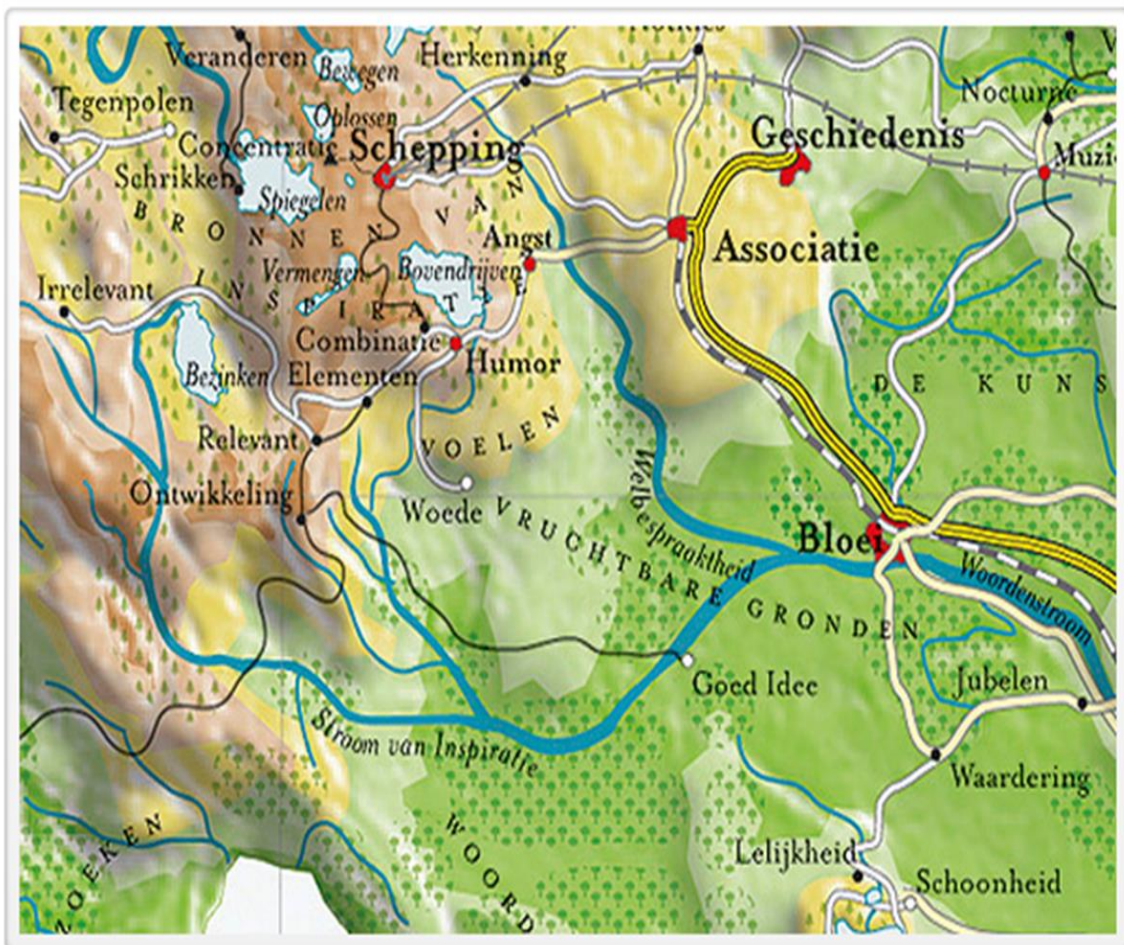 Veranderen
Herkenning
Bewegen
Tegenpolen
Oplossen
Nocturne
Concentratie
Schepping
Geschiedenis
Schrikken
Spiegelen
BRONNEN VAN
INSPIRATIE
Angst
Associatie
Vermengen
Bovendrijven
Irrelevant
Combinatie
Humor
Bezinken
Elementen
DE KUNS
Relevant
VOELEN
Ontwikkeling
Woede
VRUCHTBARE GRONDEN
Welbespraaktheid
Bloei
Woordenstroom
Goed Idee
Jubelen
Stroom van Inspiratie
Waardering
ZOEKEN
WOORD
Lelijkheid
Schoonheid